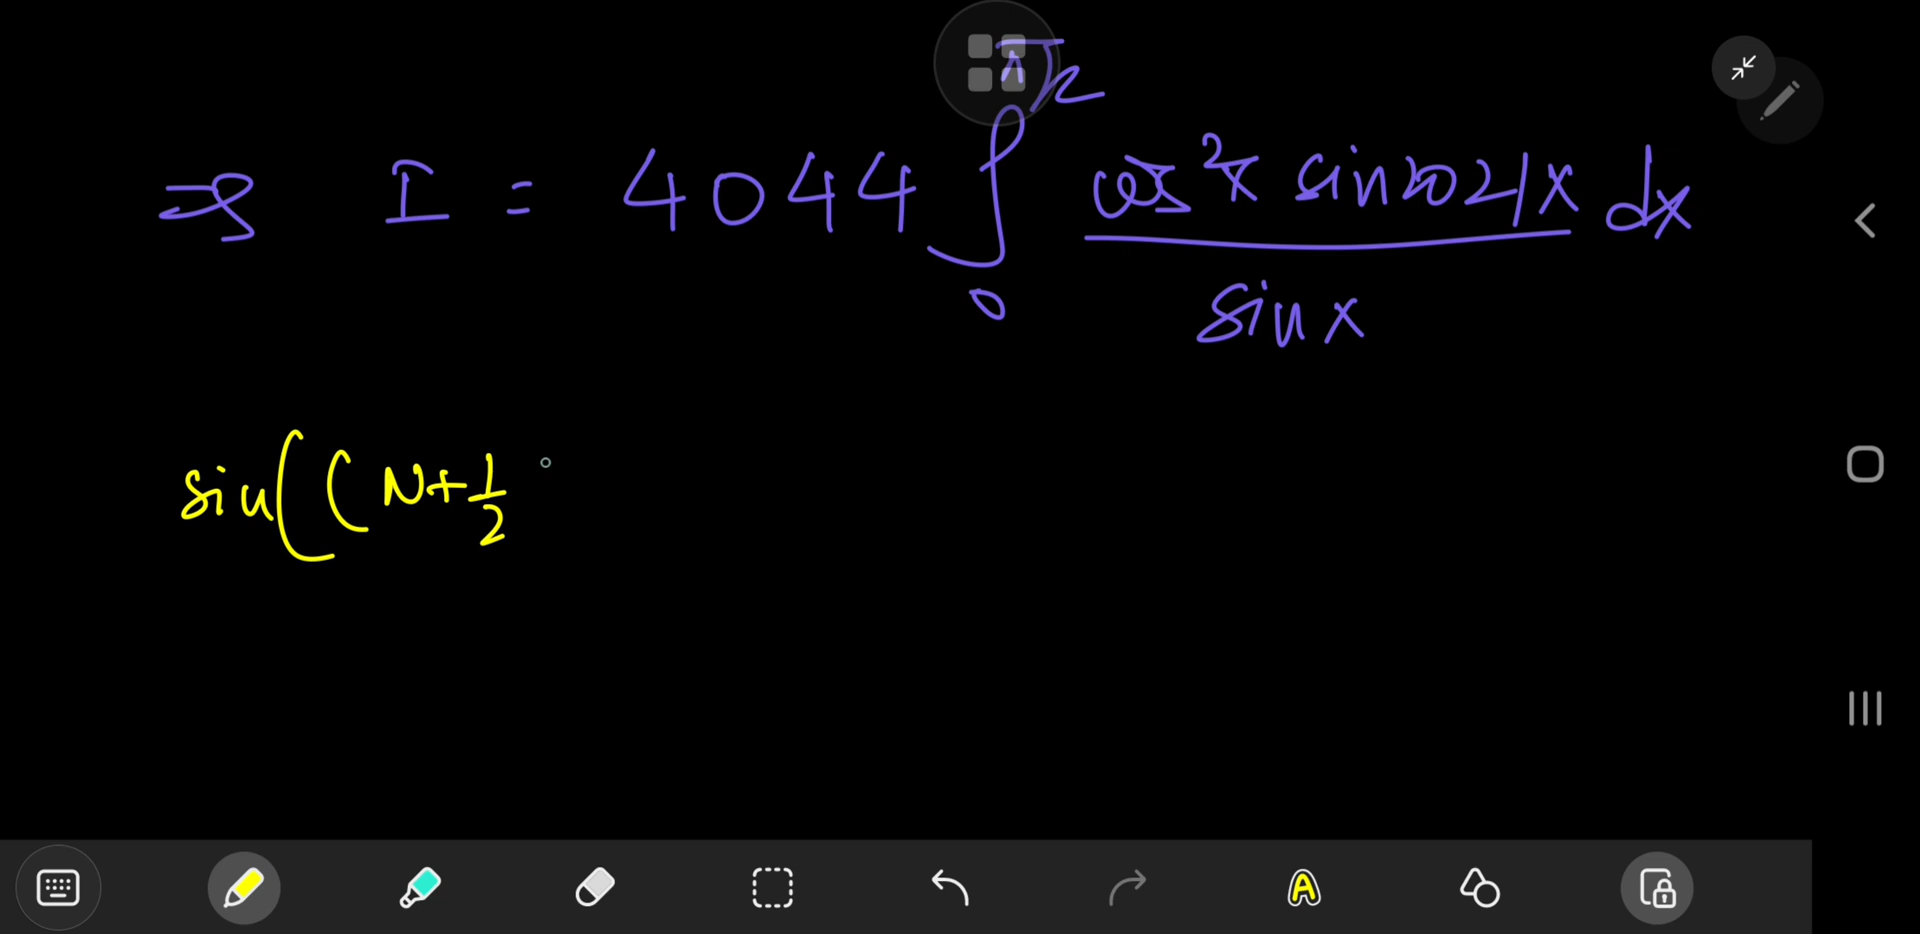 ⇒ I = 4044 ∫₀^(π/2) (cos²x sin2021x)/(sin x) dx
sin((N+1/2